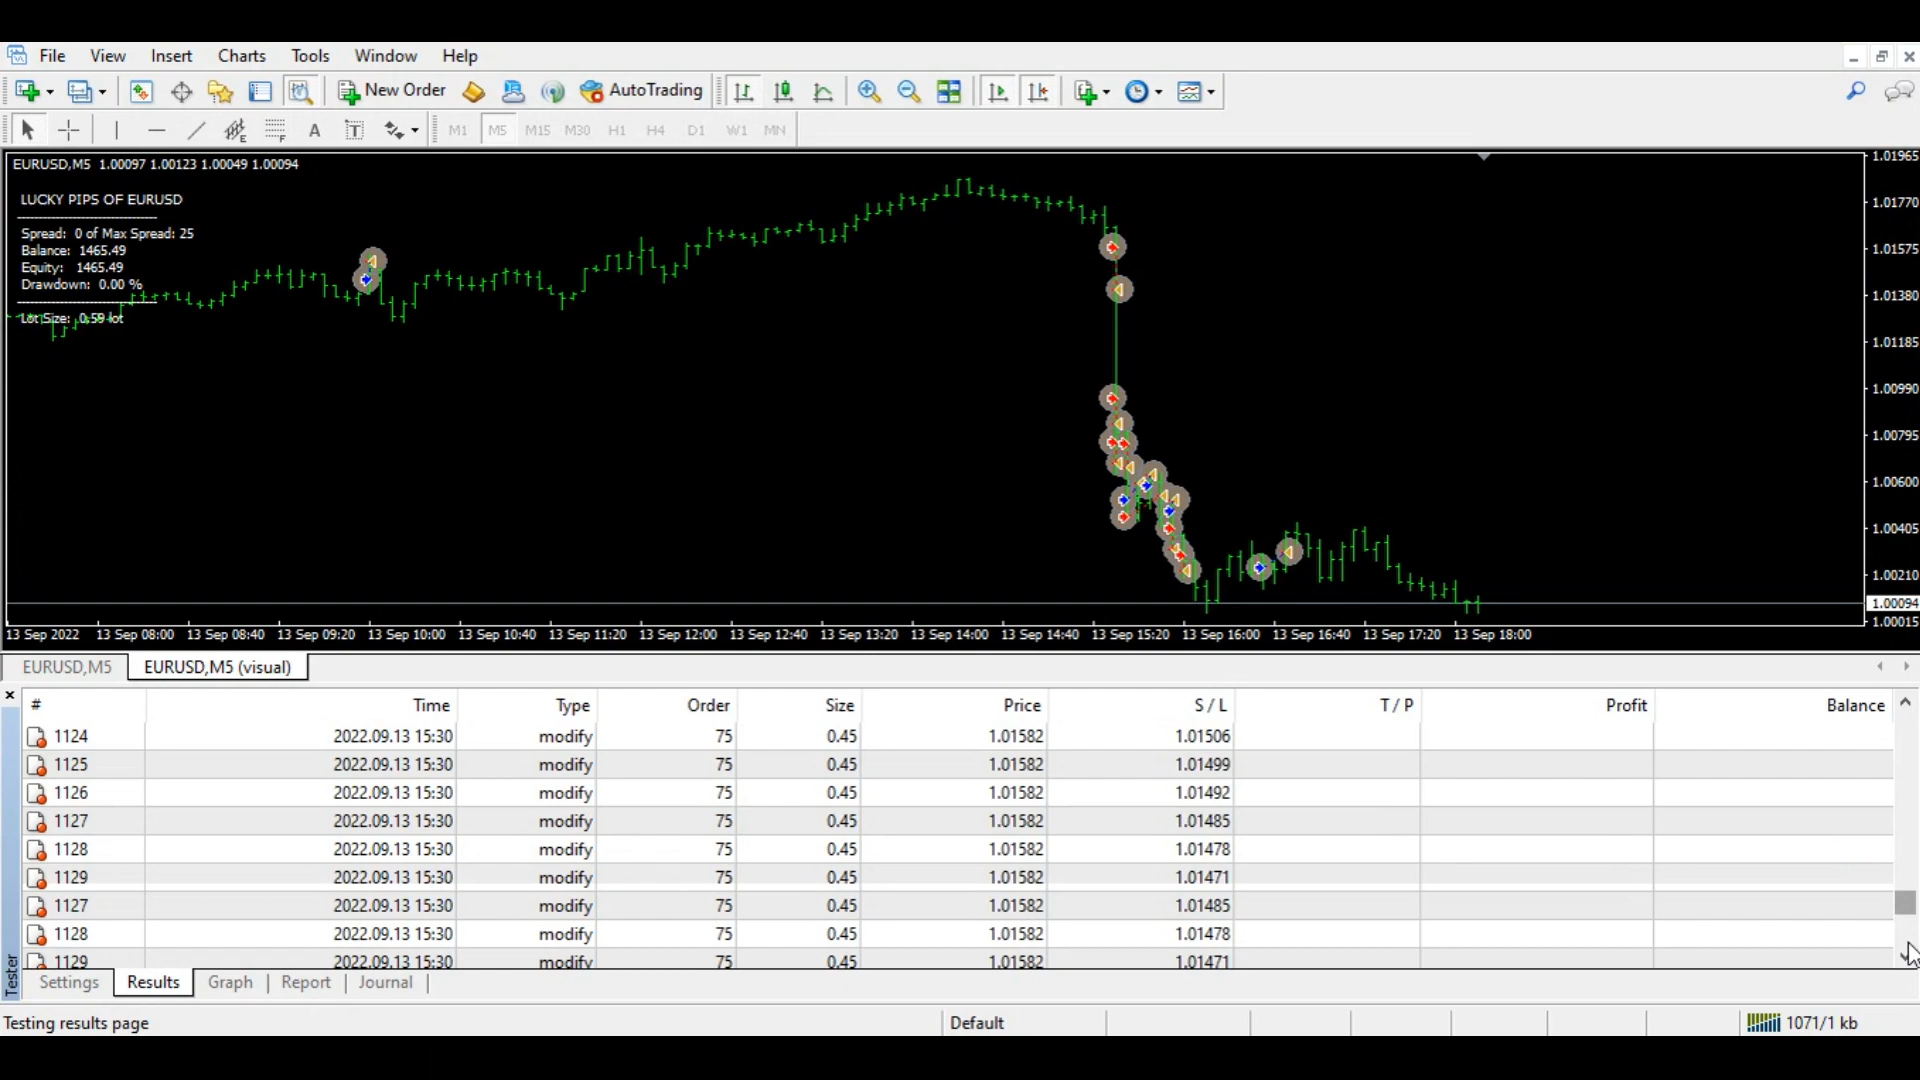 File View Insert Charts Tools Window Help
New Order AutoTrading
A T M1 M5 M15 M30 H1 H4 D1 W1 MN
EURUSD,M5 1.00097 1.00123 1.00049 1.00094
LUCKY PIPS OF EURUSD
Spread: 0 of Max Spread: 25
Balance: 1465.49
Equity: 1465.49
Drawdown: 0.00 %
Lot Size: 0.59 lot
1.01965
1.01770
1.01575
1.01380
1.01185
1.00990
1.00795
1.00600
1.00405
1.00210
1.00094
1.00015
13 Sep 2022 13 Sep 08:00 13 Sep 08:40 13 Sep 09:20 13 Sep 10:00 13 Sep 10:40 13 Sep 11:20 13 Sep 12:00 13 Sep 12:40 13 Sep 13:20 13 Sep 14:00 13 Sep 14:40 13 Sep 15:20 13 Sep 16:00 13 Sep 16:40 13 Sep 17:20 13 Sep 18:00
EURUSD,M5 EURUSD,M5 (visual)
# Time Type Order Size Price S / L T / P Profit Balance
1124 2022.09.13 15:30 modify 75 0.45 1.01582 1.01506
1125 2022.09.13 15:30 modify 75 0.45 1.01582 1.01499
1126 2022.09.13 15:30 modify 75 0.45 1.01582 1.01492
1127 2022.09.13 15:30 modify 75 0.45 1.01582 1.01485
1128 2022.09.13 15:30 modify 75 0.45 1.01582 1.01478
1129 2022.09.13 15:30 modify 75 0.45 1.01582 1.01471
1127 2022.09.13 15:30 modify 75 0.45 1.01582 1.01485
1128 2022.09.13 15:30 modify 75 0.45 1.01582 1.01478
1129 2022.09.13 15:30 modify 75 0.45 1.01582 1.01471
Tester
Settings Results Graph Report Journal
Testing results page Default 1071/1 kb